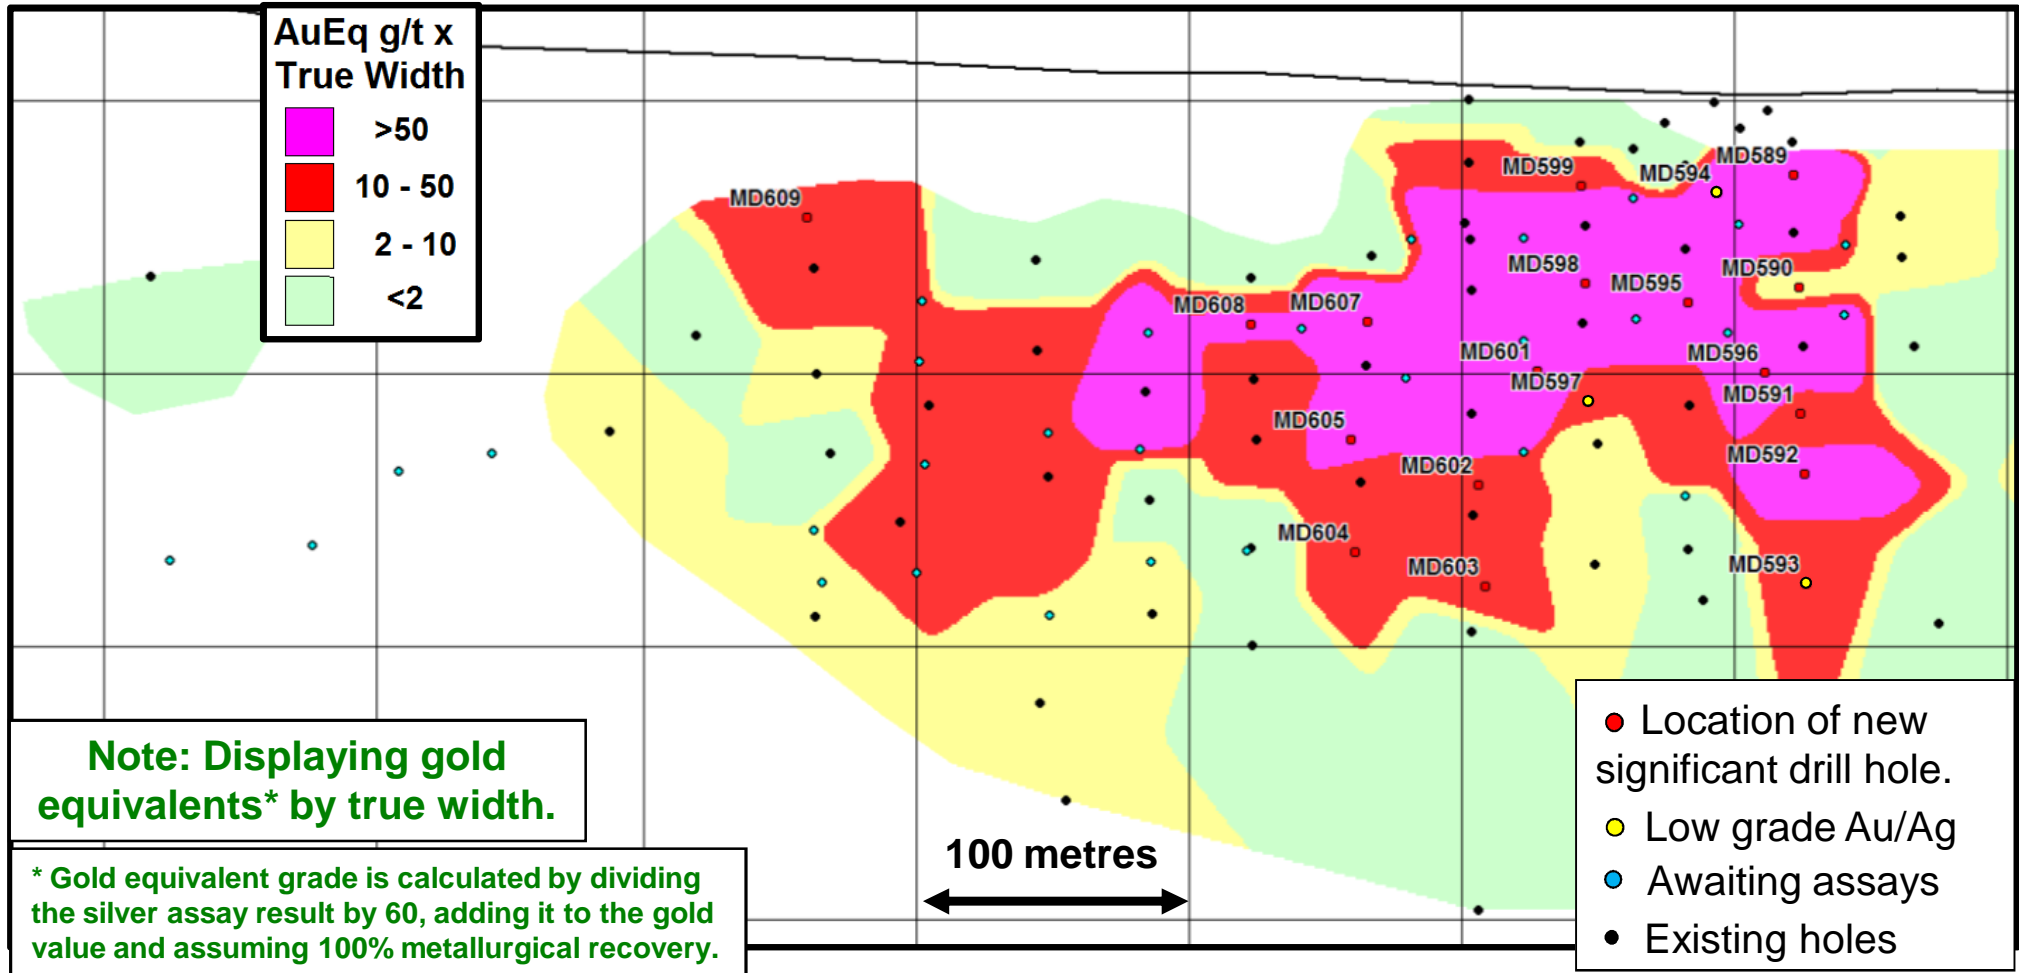 AuEq g/t x
True Width
>50
10 - 50
2 - 10
<2
MD589
MD599
MD594
MD609
MD598
MD595
MD590
MD608
MD607
MD601
MD596
MD597
MD591
MD605
MD602
MD592
MD604
MD603
MD593
Note: Displaying gold
equivalents* by true width.
* Gold equivalent grade is calculated by dividing
the silver assay result by 60, adding it to the gold
value and assuming 100% metallurgical recovery.
100 metres
Location of new
significant drill hole.
Low grade Au/Ag
Awaiting assays
Existing holes